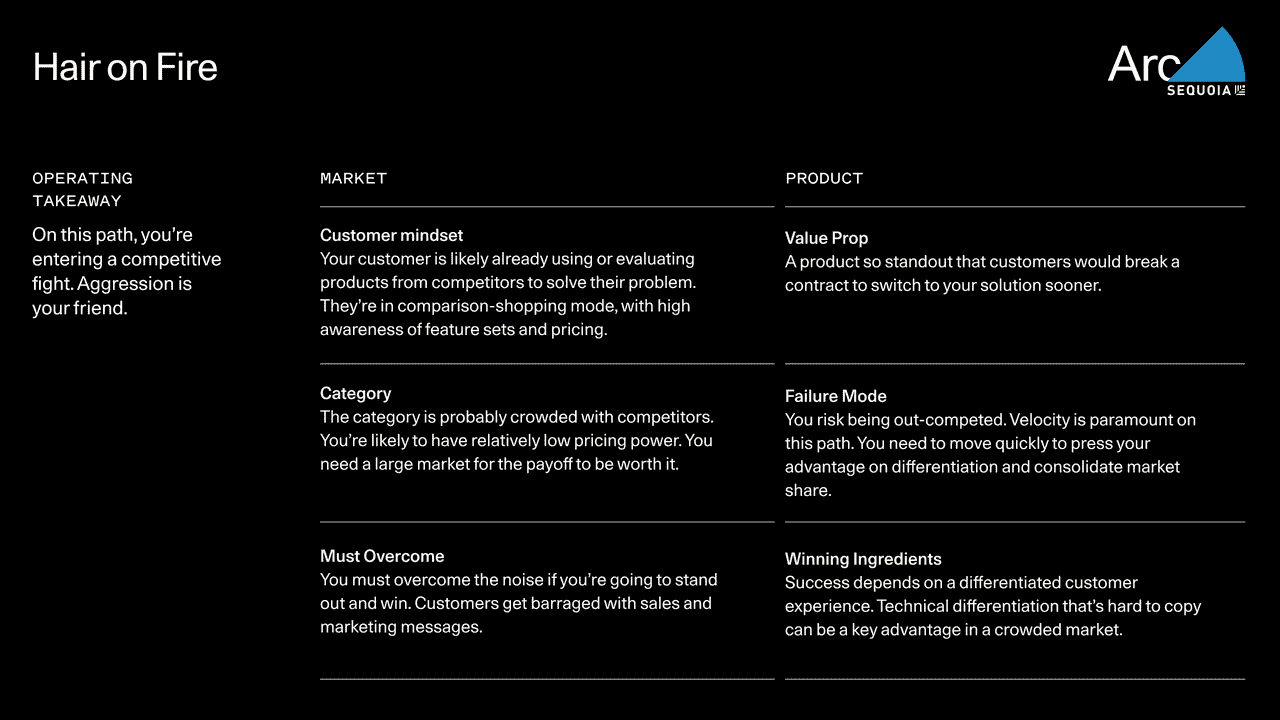 Hair on Fire
Arc
SEQUOIA
OPERATING
TAKEAWAY
On this path, you’re
entering a competitive
fight. Aggression is
your friend.
MARKET
Customer mindset
Your customer is likely already using or evaluating
products from competitors to solve their problem.
They’re in comparison-shopping mode, with high
awareness of feature sets and pricing.
Category
The category is probably crowded with competitors.
You’re likely to have relatively low pricing power. You
need a large market for the payoff to be worth it.
Must Overcome
You must overcome the noise if you’re going to stand
out and win. Customers get barraged with sales and
marketing messages.
PRODUCT
Value Prop
A product so standout that customers would break a
contract to switch to your solution sooner.
Failure Mode
You risk being out-competed. Velocity is paramount on
this path. You need to move quickly to press your
advantage on differentiation and consolidate market
share.
Winning Ingredients
Success depends on a differentiated customer
experience. Technical differentiation that’s hard to copy
can be a key advantage in a crowded market.